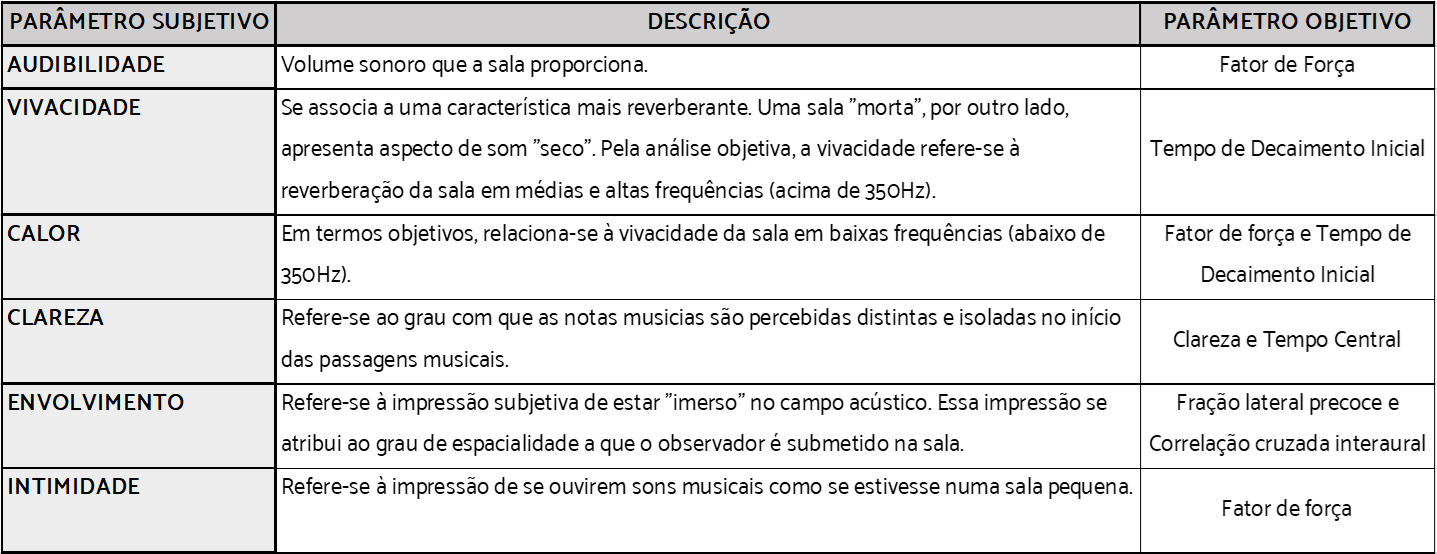 PARÂMETRO SUBJETIVO DESCRIÇÃO PARÂMETRO OBJETIVO
AUDIBILIDADE Volume sonoro que a sala proporciona. Fator de Força
VIVACIDADE Se associa a uma característica mais reverberante. Uma sala "morta", por outro lado,
apresenta aspecto de som "seco". Pela análise objetiva, a vivacidade refere-se à
reverberação da sala em médias e altas frequências (acima de 350Hz).
Tempo de Decaimento Inicial
CALOR Em termos objetivos, relaciona-se à vivacidade da sala em baixas frequências (abaixo de
350Hz).
Fator de força e Tempo de
Decaimento Inicial
CLAREZA Refere-se ao grau com que as notas musicias são percebidas distintas e isoladas no início
das passagens musicais.
Clareza e Tempo Central
ENVOLVIMENTO Refere-se à impressão subjetiva de estar "imerso" no campo acústico. Essa impressão se
atribui ao grau de espacialidade a que o observador é submetido na sala.
Fração lateral precoce e
Correlação cruzada interaural
INTIMIDADE Refere-se à impressão de se ouvirem sons musicais como se estivesse numa sala pequena.
Fator de força